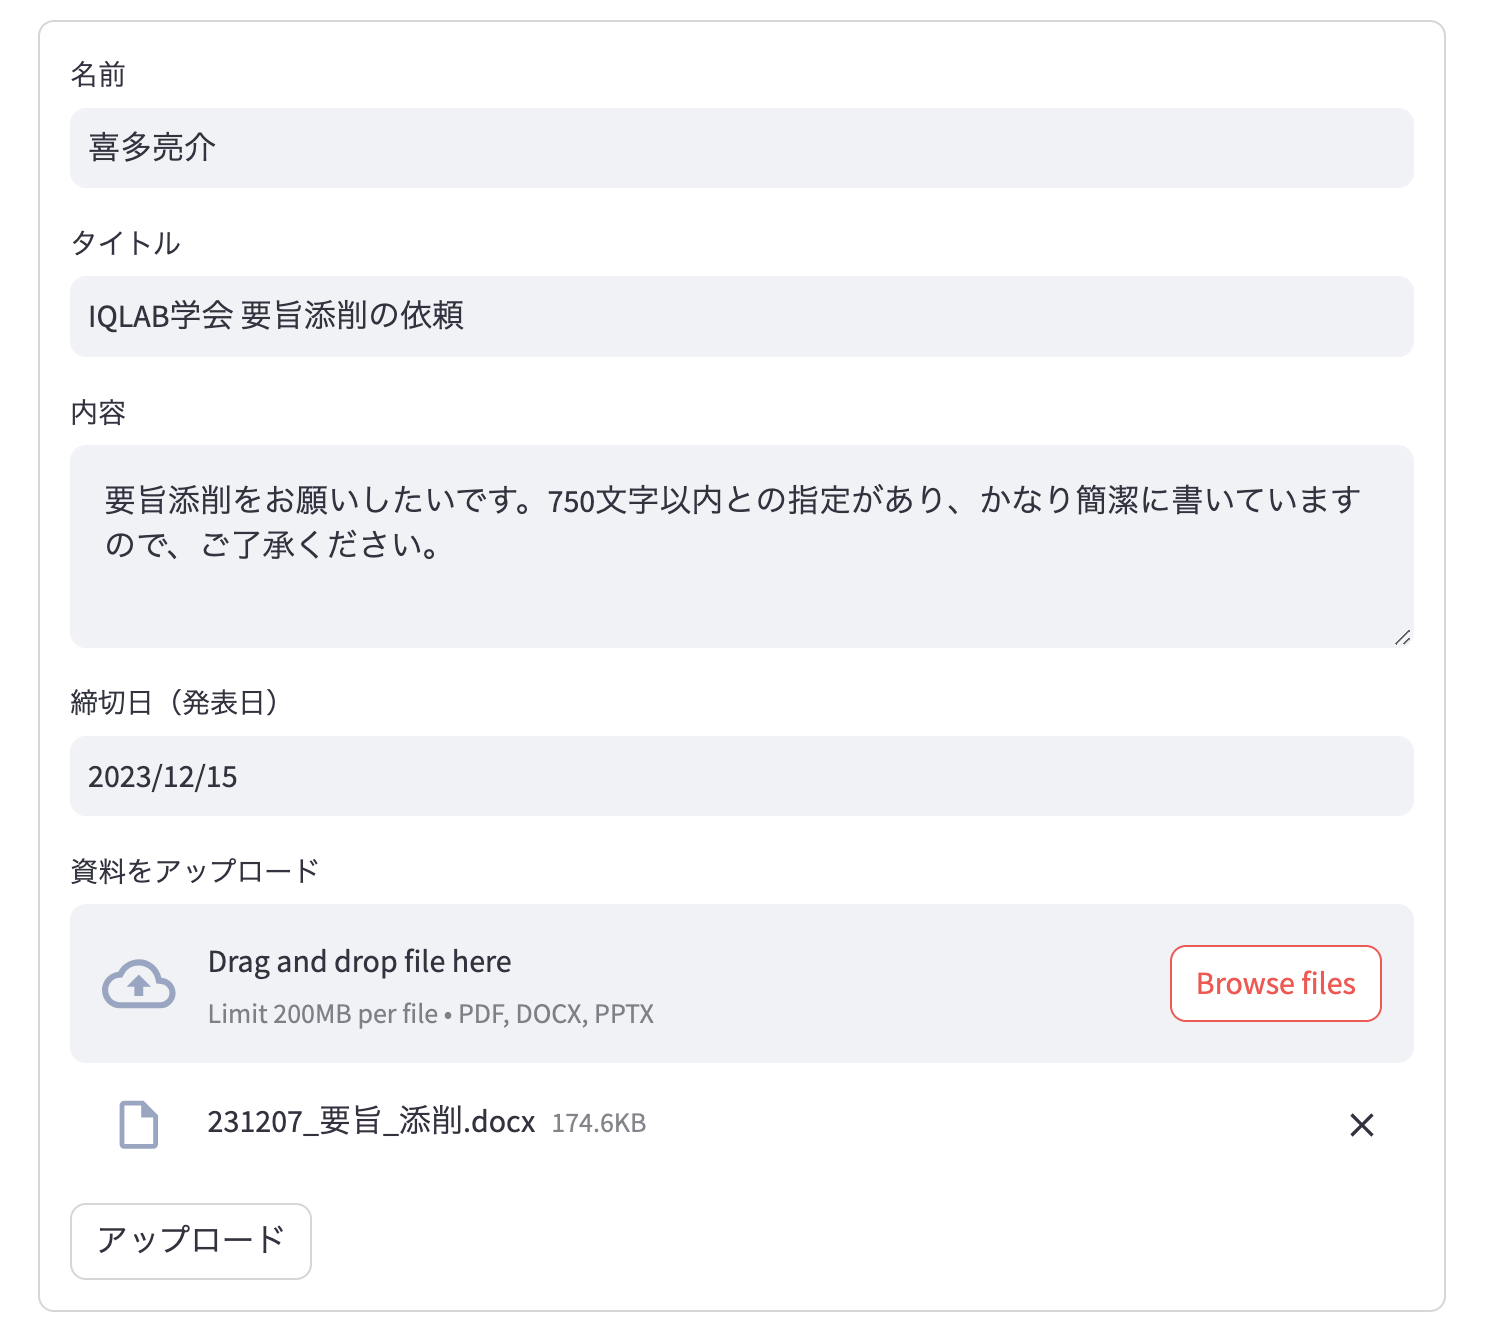 名前
喜多亮介
タイトル
IQLAB学会 要旨添削の依頼
内容
要旨添削をお願いしたいです。750文字以内との指定があり、かなり簡潔に書いています
ので、ご了承ください。
締切日（発表日）
2023/12/15
資料をアップロード
Drag and drop file here
Limit 200MB per file • PDF, DOCX, PPTX
Browse files
231207_要旨_添削.docx 174.6KB
アップロード